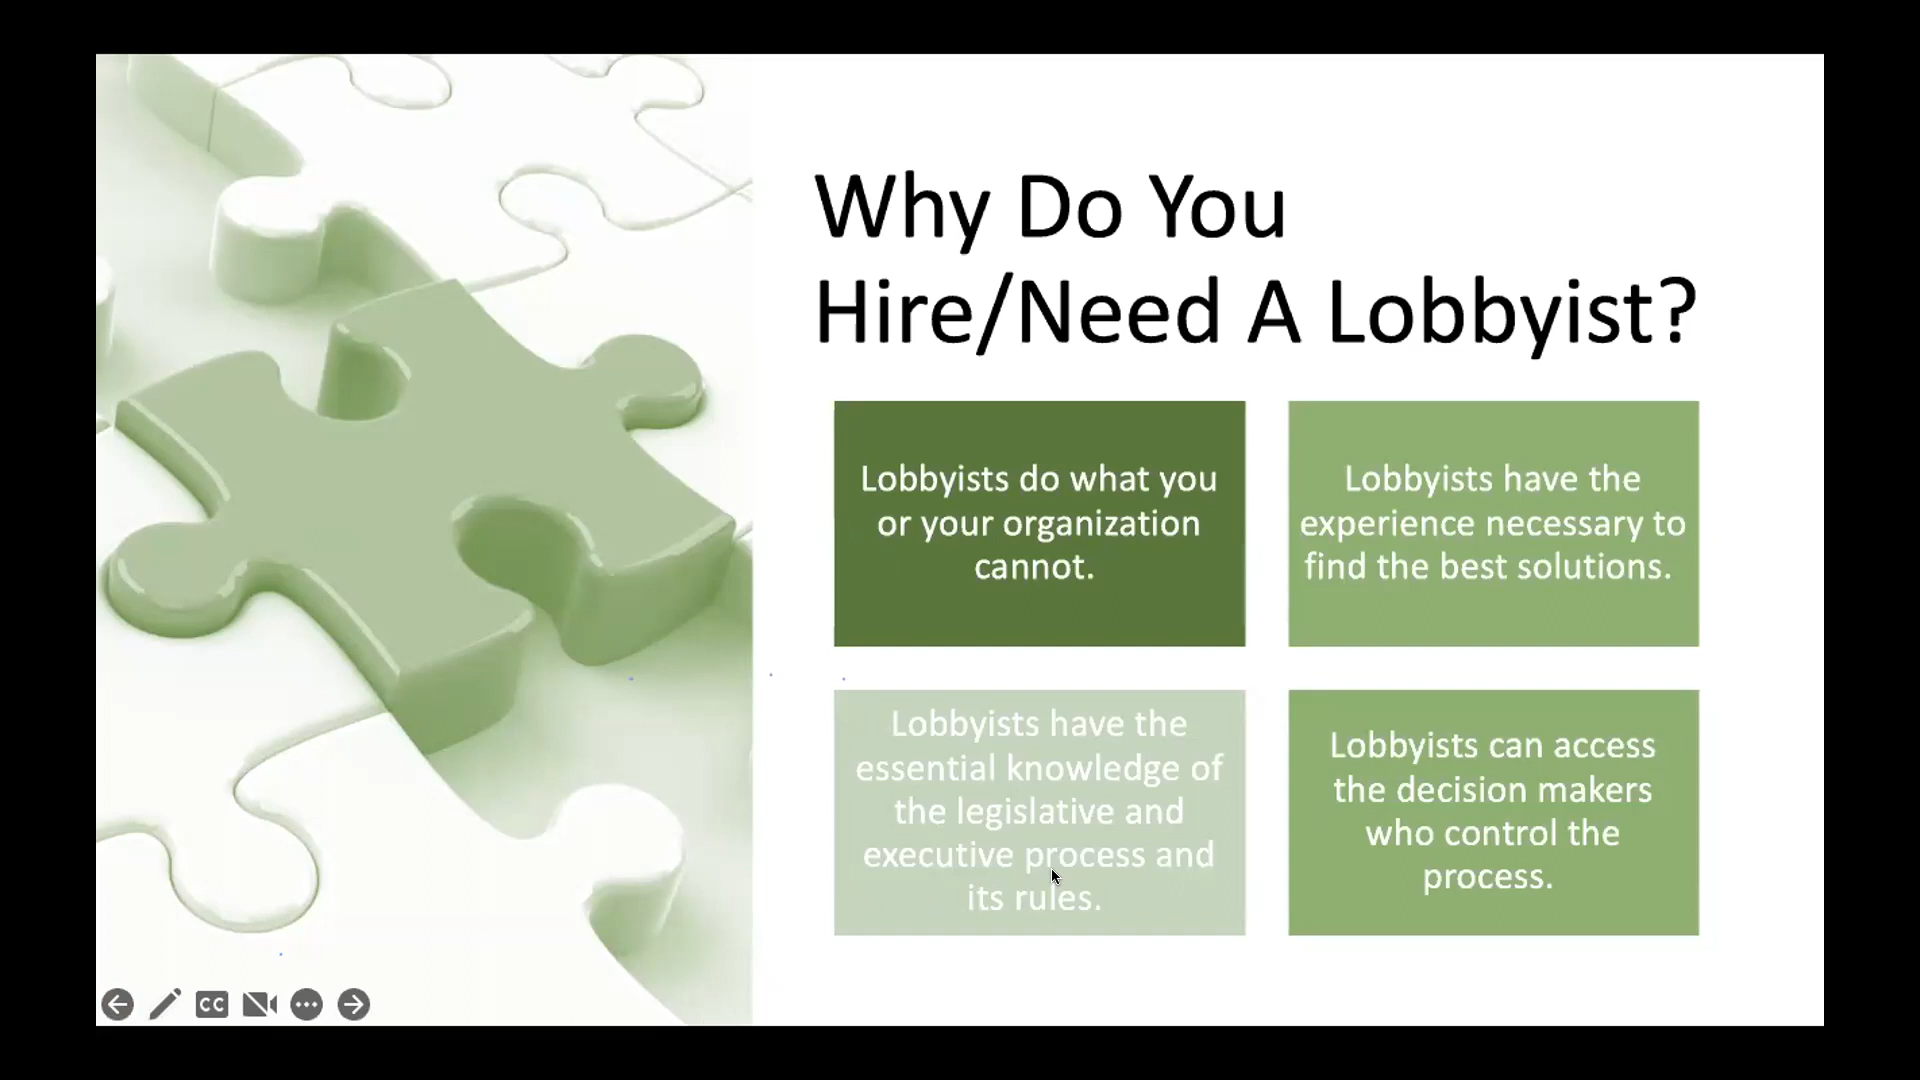 Why Do You
Hire/Need A Lobbyist?
Lobbyists do what you
or your organization
cannot.
Lobbyists have the
experience necessary to
find the best solutions.
Lobbyists have the
essential knowledge of
the legislative and
executive process and
its rules.
Lobbyists can access
the decision makers
who control the
process.
CC